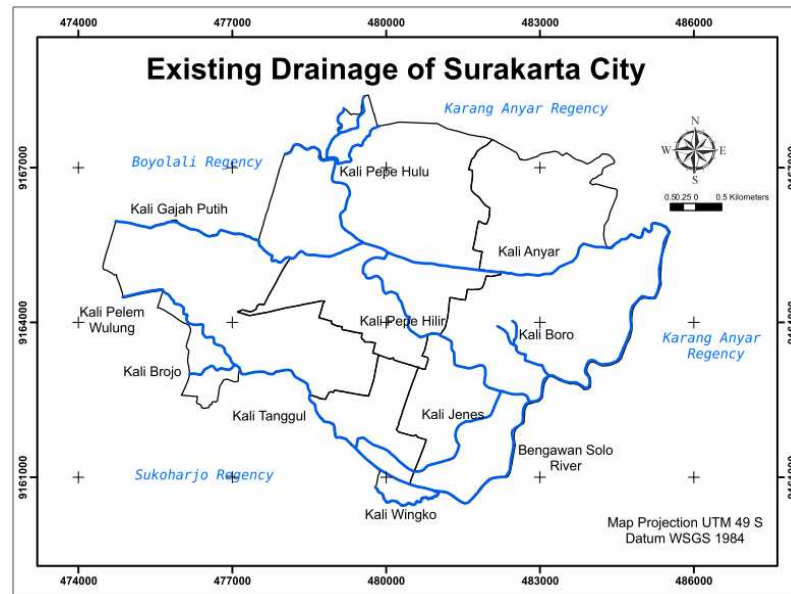 474000 477000 480000 483000 486000
Existing Drainage of Surakarta City
Karang Anyar Regency
N
W E
S
Boyolali Regency
9167000 9167000
Kali Pepe Hulu
0.5 0.25 0 0.5 Kilometers
Kali Gajah Putih
Kali Anyar
Kali Pelem
Wulung
9164000 9164000
Kali Pepe Hilir
Kali Boro
Karang Anyar
Regency
Kali Brojo
Kali Tanggul
Kali Jenes
Bengawan Solo
River
Sukoharjo Regency
9161000 9161000
Kali Wingko
Map Projection UTM 49 S
Datum WSGS 1984
474000 477000 480000 483000 486000